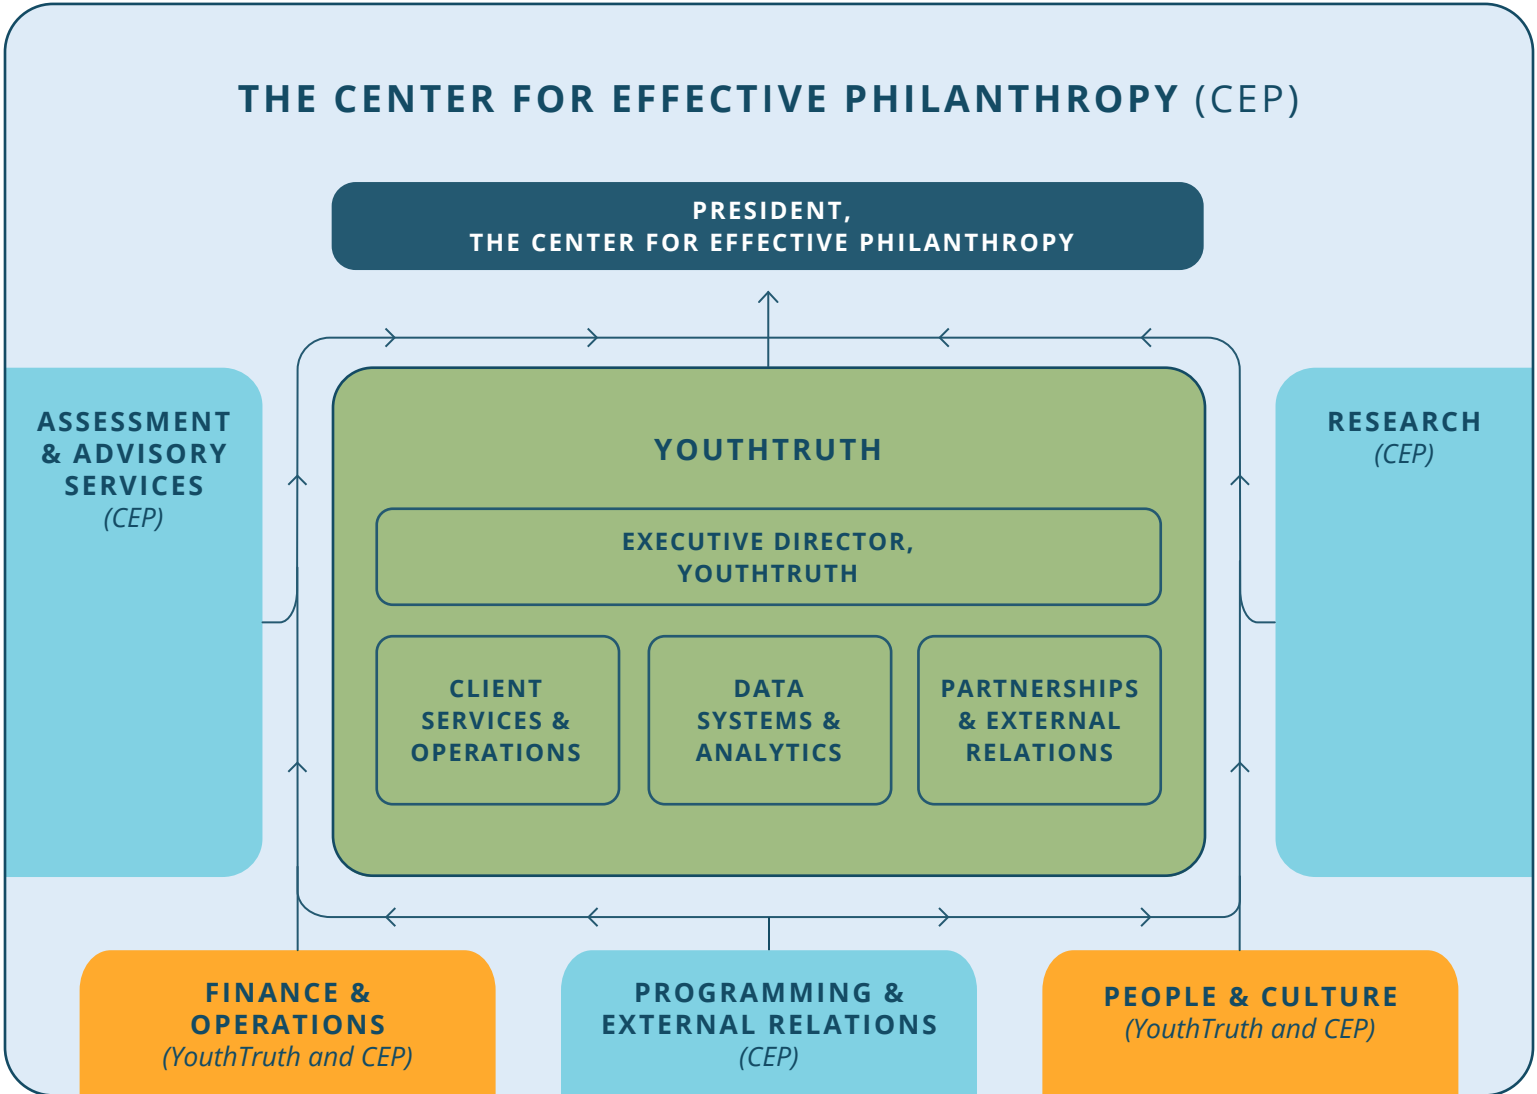 THE CENTER FOR EFFECTIVE PHILANTHROPY (CEP)
PRESIDENT,
THE CENTER FOR EFFECTIVE PHILANTHROPY
ASSESSMENT
& ADVISORY
SERVICES
(CEP)
YOUTHTRUTH
EXECUTIVE DIRECTOR,
YOUTHTRUTH
CLIENT
SERVICES &
OPERATIONS
DATA
SYSTEMS &
ANALYTICS
PARTNERSHIPS
& EXTERNAL
RELATIONS
RESEARCH
(CEP)
FINANCE &
OPERATIONS
(YouthTruth and CEP)
PROGRAMMING &
EXTERNAL RELATIONS
(CEP)
PEOPLE & CULTURE
(YouthTruth and CEP)